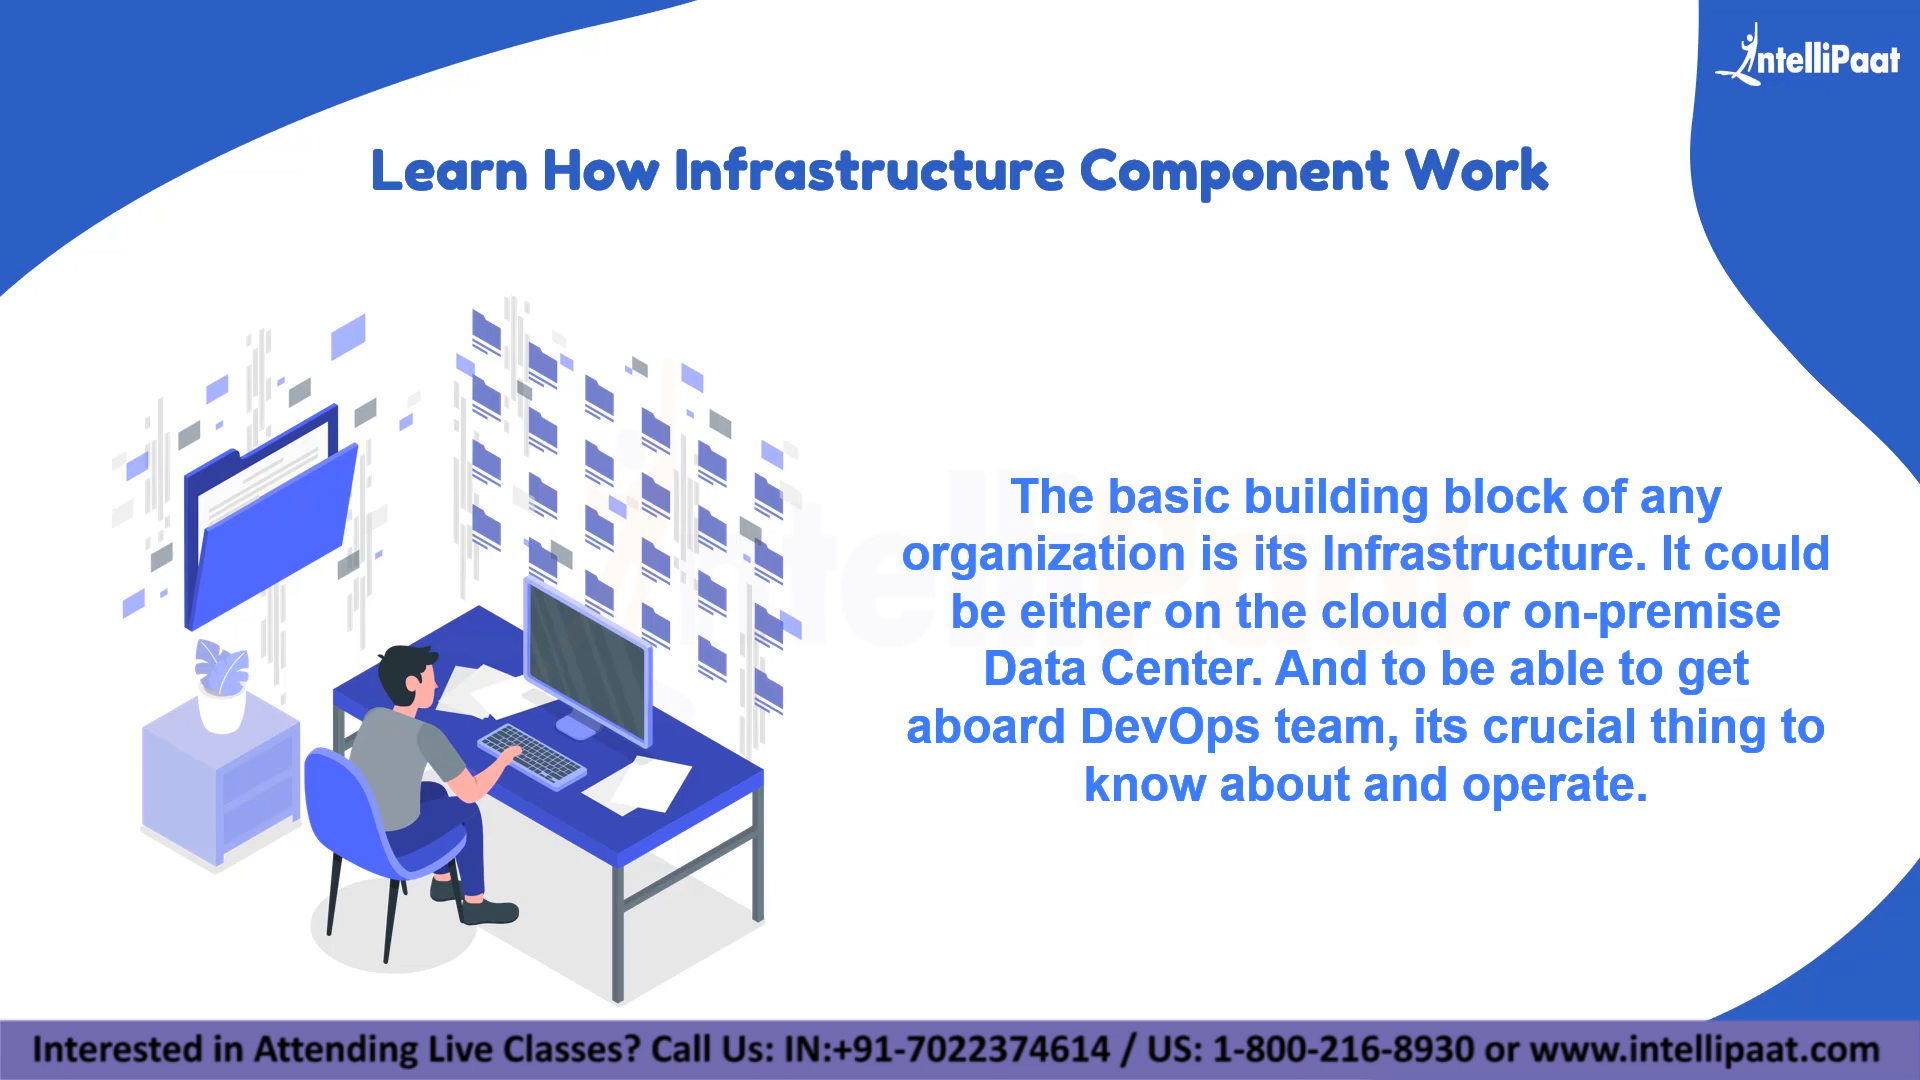 IntelliPaat
Learn How Infrastructure Component Work
The basic building block of any
organization is its Infrastructure. It could
be either on the cloud or on-premise
Data Center. And to be able to get
aboard DevOps team, its crucial thing to
know about and operate.
Interested in Attending Live Classes? Call Us: IN:+91-7022374614 / US: 1-800-216-8930 or www.intellipaat.com